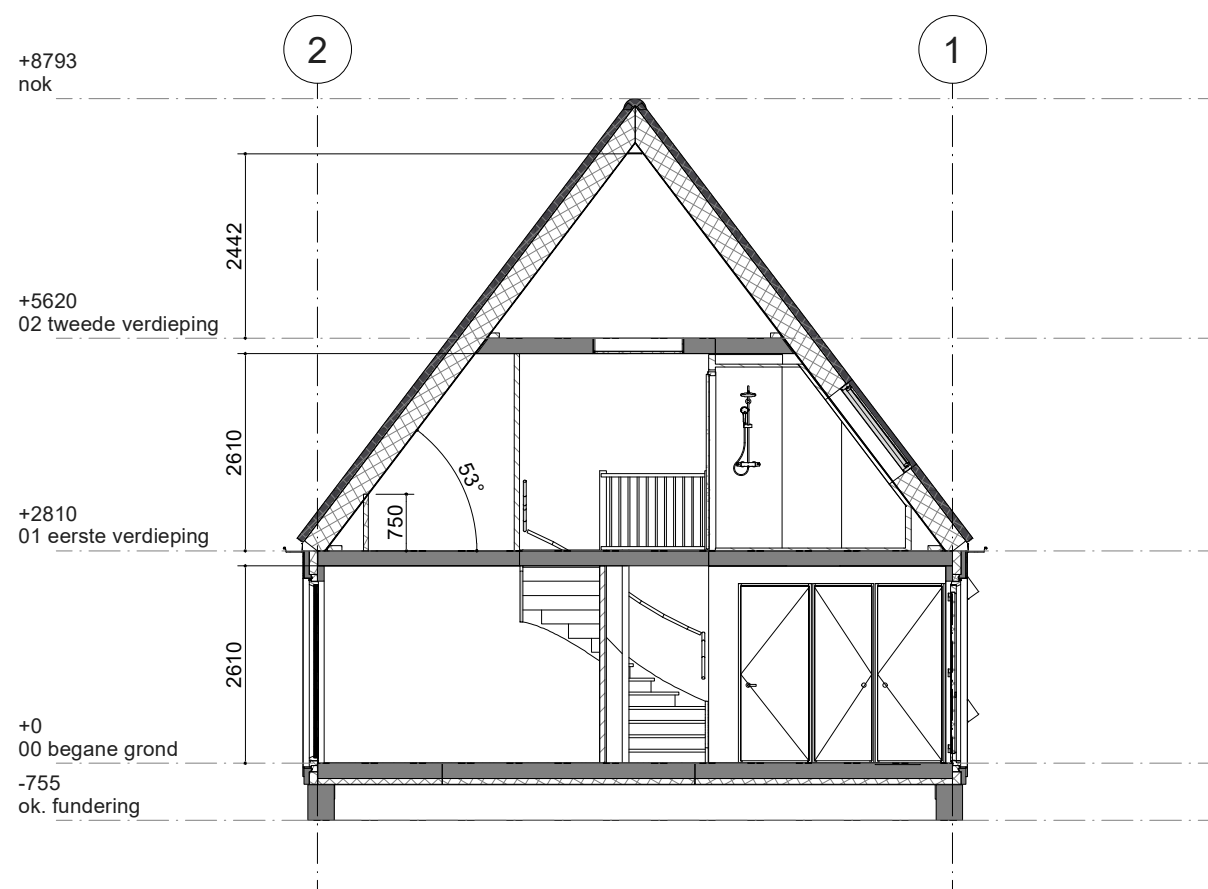 2
1
+8793
nok
2442
+5620
02 tweede verdieping
2610
53°
750
+2810
01 eerste verdieping
2610
+0
00 begane grond
-755
ok. fundering